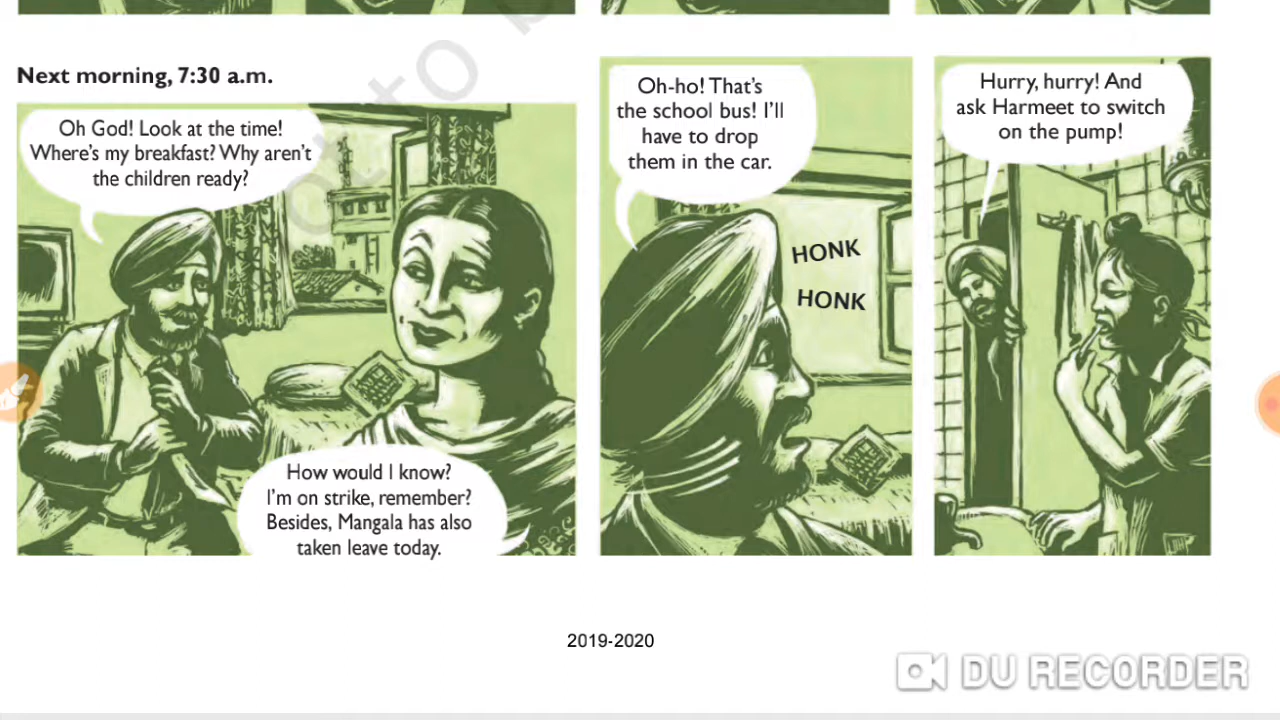 Next morning, 7:30 a.m.
Oh God! Look at the time!
Where's my breakfast? Why aren't
the children ready?
How would I know?
I'm on strike, remember?
Besides, Mangala has also
taken leave today.
Oh-ho! That's
the school bus! I'll
have to drop
them in the car.
HONK
HONK
Hurry, hurry! And
ask Harmeet to switch
on the pump!
2019-2020
DU RECORDER